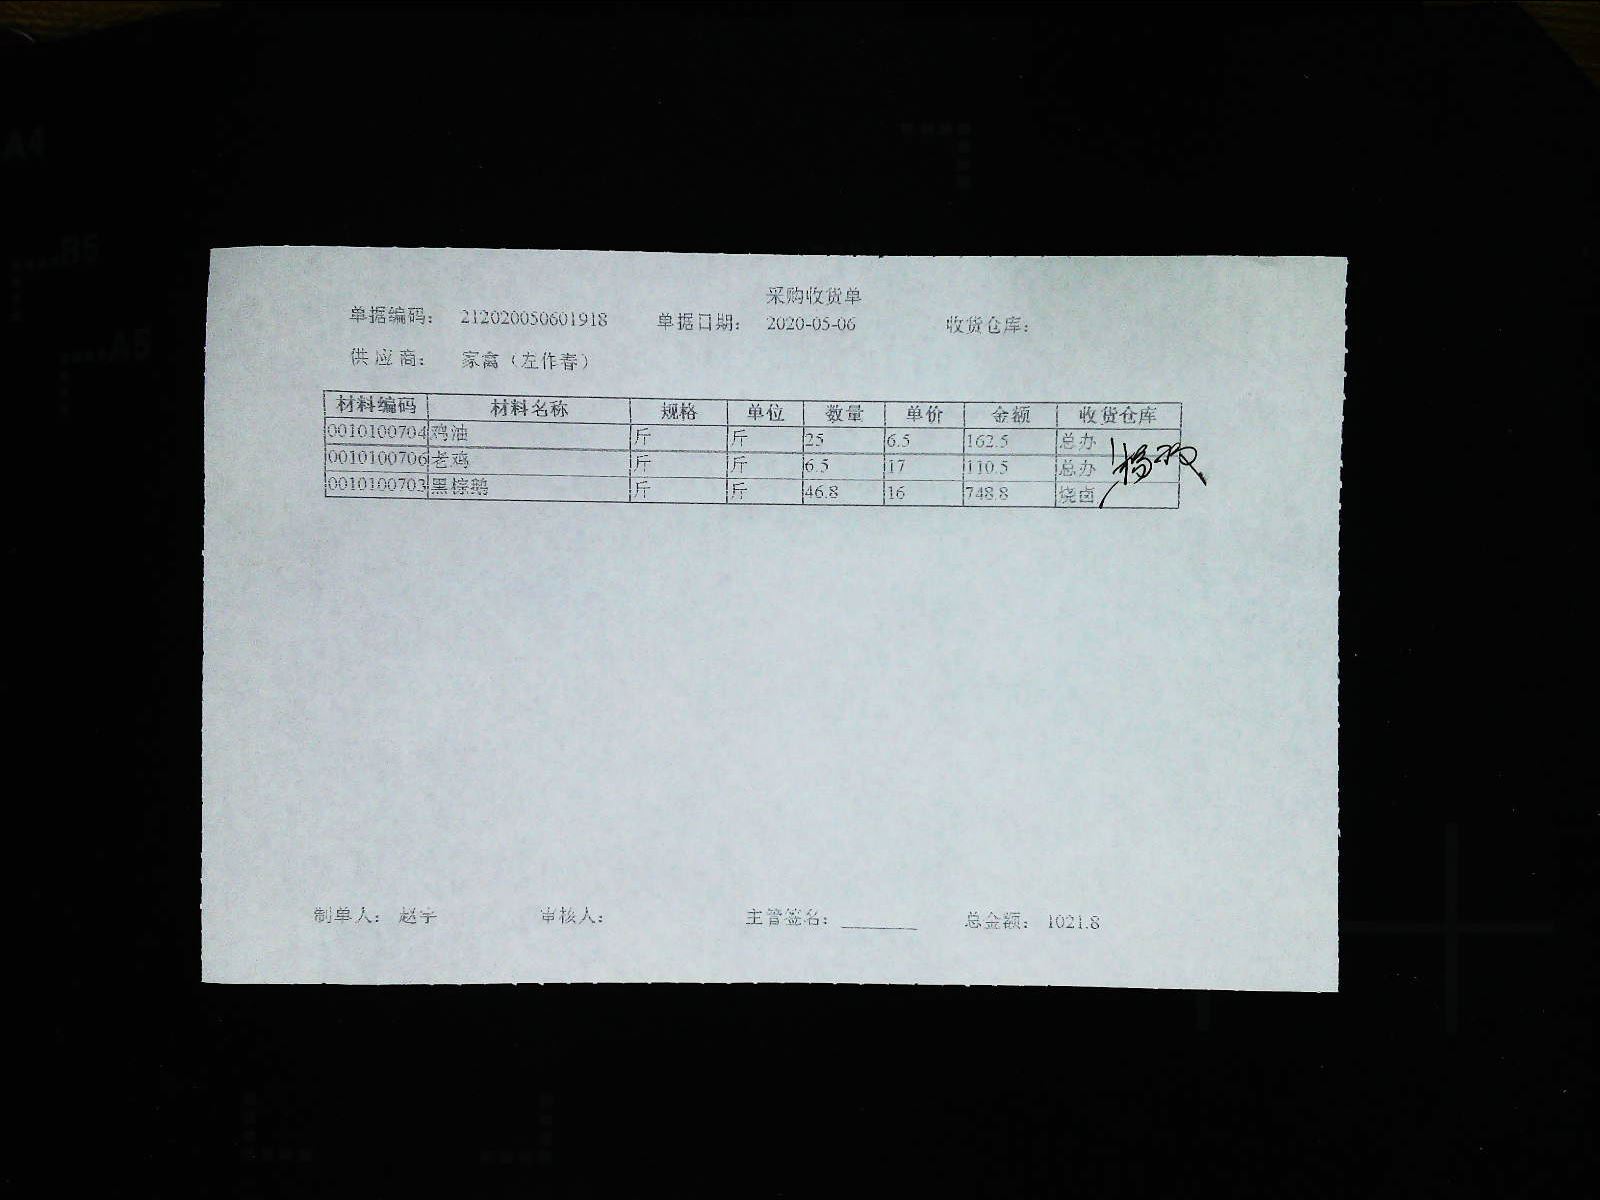 采购收货单
单据编码： 212020050601918 单据日期： 2020-05-06 收货仓库：
供应商： 家禽（左作春）
材料编码 材料名称 规格 单位 数量 单价 金额 收货仓库
0010100704 鸡油 斤 斤 25 6.5 162.5 总办
0010100706 老鸡 斤 斤 6.5 17 110.5 总办
0010100703 黑棕鹅 斤 斤 46.8 16 748.8 烧卤
制单人： 赵宇 审核人： 主管签名： 总金额： 1021.8
A4
B5
A5